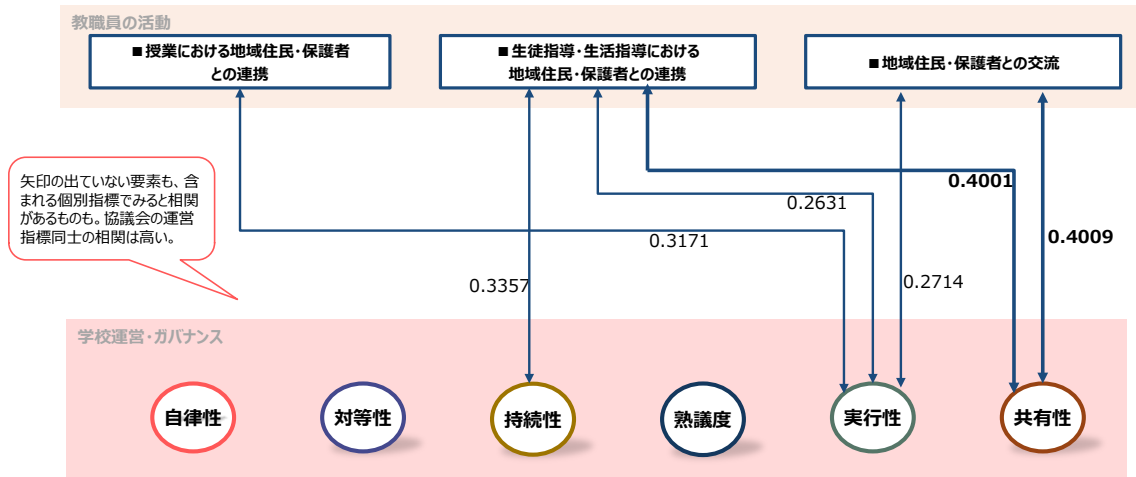 教職員の活動
■授業における地域住民・保護者
との連携
■生徒指導・生活指導における
地域住民・保護者との連携
■地域住民・保護者との交流
矢印の出ていない要素も、含
まれる個別指標でみると相関
があるものも。協議会の運営
指標同士の相関は高い。
0.4001
0.2631
0.3171
0.4009
0.3357
0.2714
学校運営・ガバナンス
自律性
対等性
持続性
熟議度
実行性
共有性